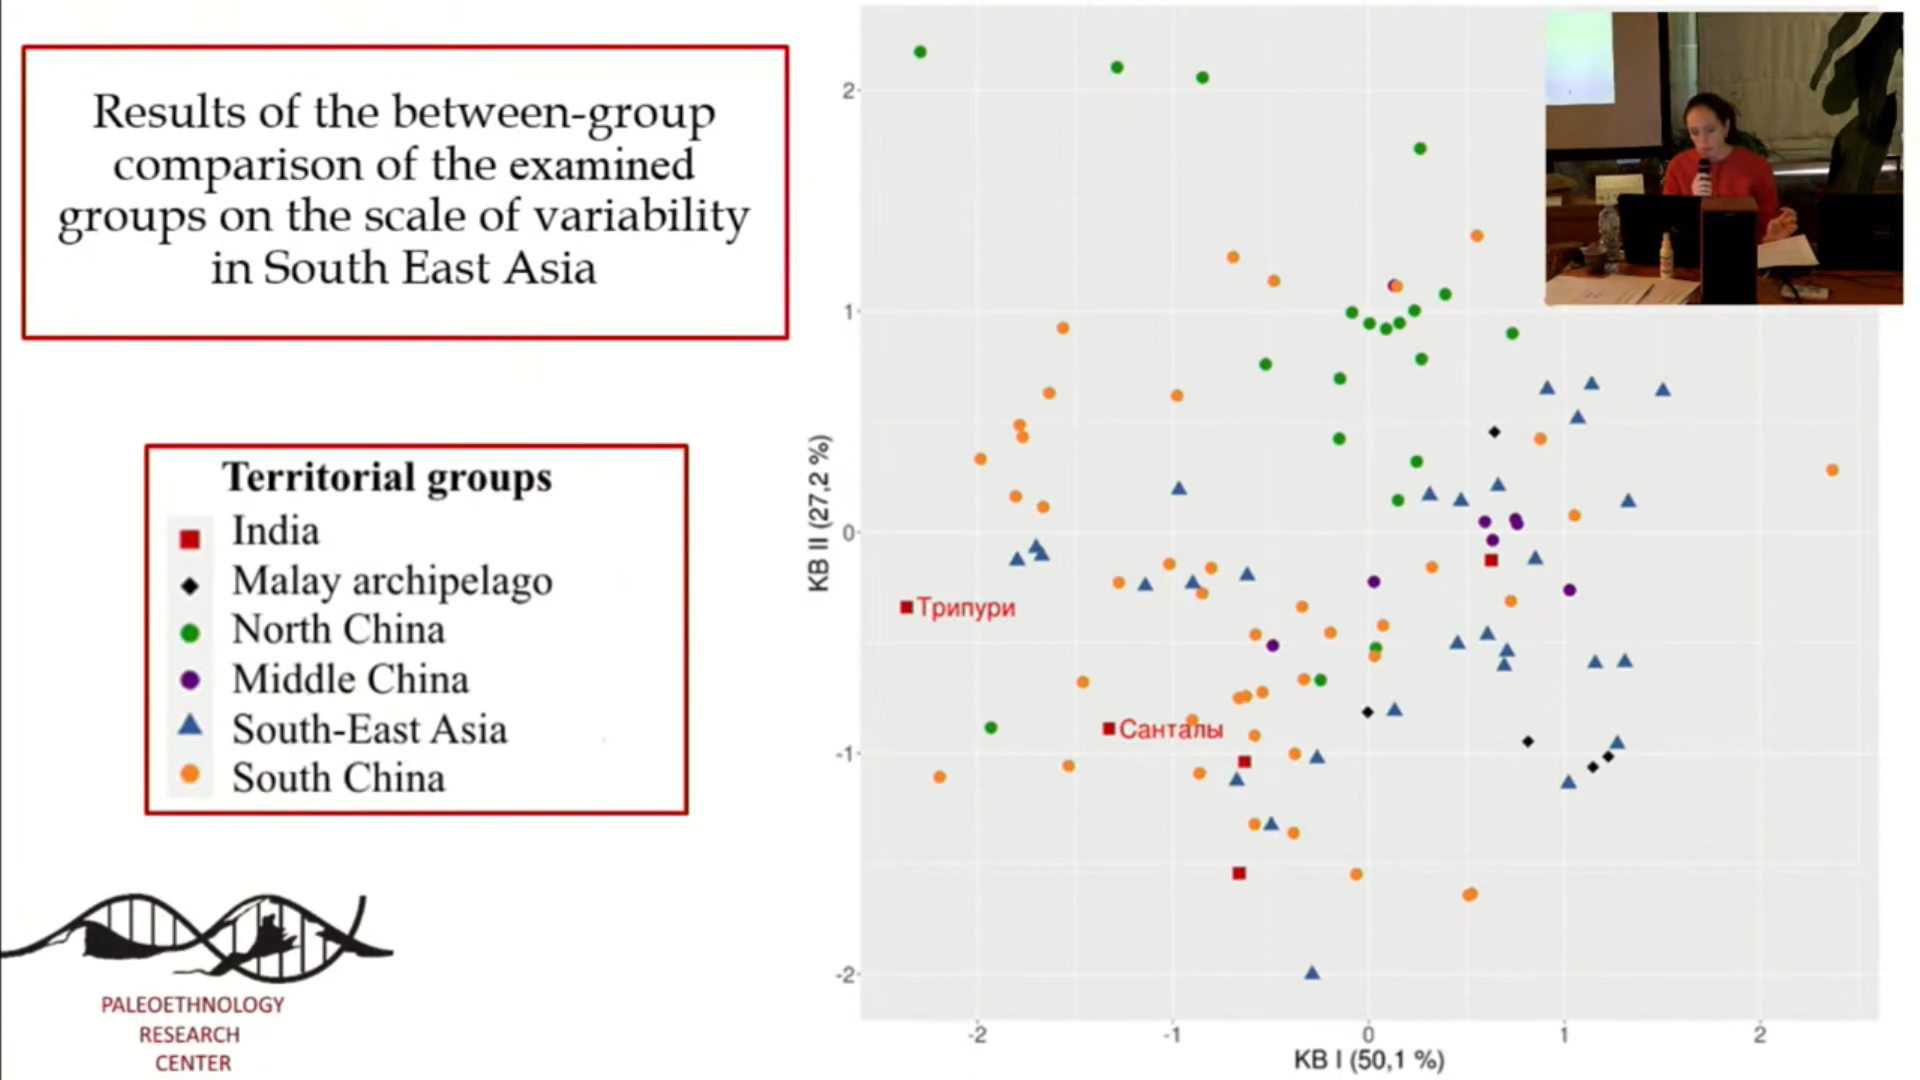 Results of the between-group
comparison of the examined
groups on the scale of variability
in South East Asia
Territorial groups
India
Malay archipelago
North China
Middle China
South-East Asia
South China
PALEOETHNOLOGY
RESEARCH
CENTER
КВ II (27,2 %)
2
1
0
-1
-2
Трипури
Санталы
-2
-1
0
1
2
КВ I (50,1 %)